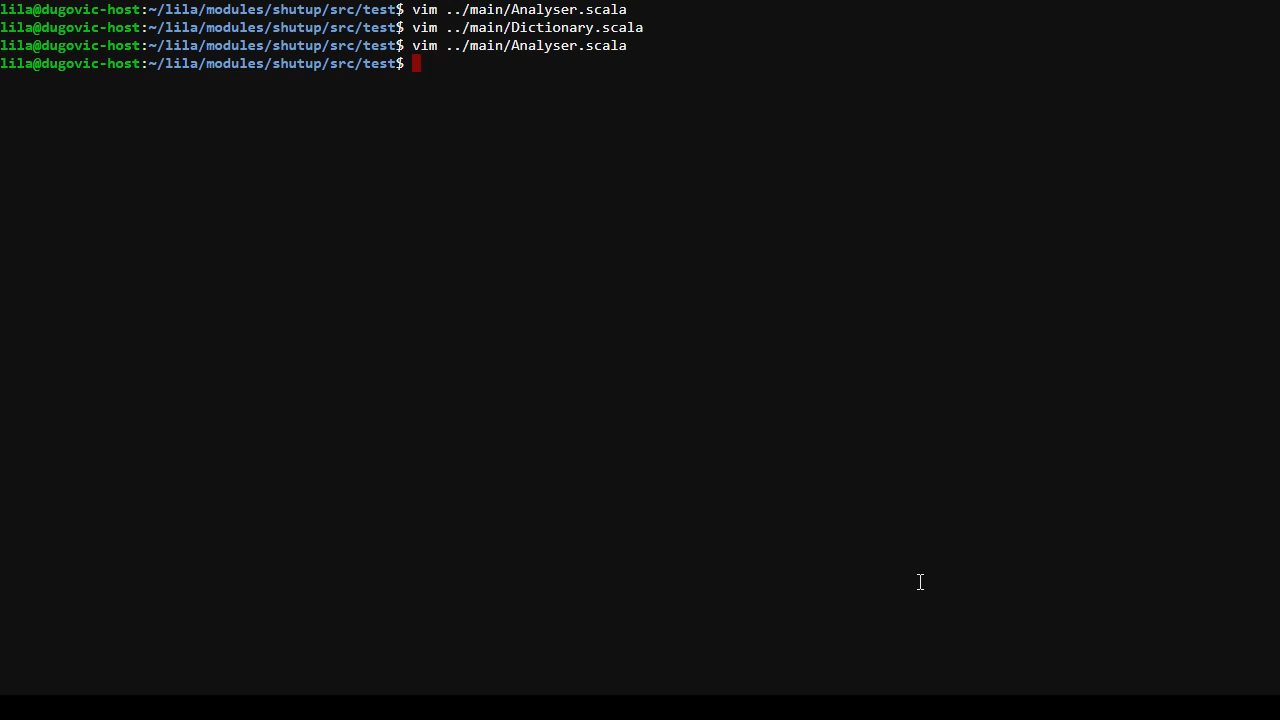 lila@dugovic-host:~/lila/modules/shutup/src/test$ vim ../main/Analyser.scala
lila@dugovic-host:~/lila/modules/shutup/src/test$ vim ../main/Dictionary.scala
lila@dugovic-host:~/lila/modules/shutup/src/test$ vim ../main/Analyser.scala
lila@dugovic-host:~/lila/modules/shutup/src/test$